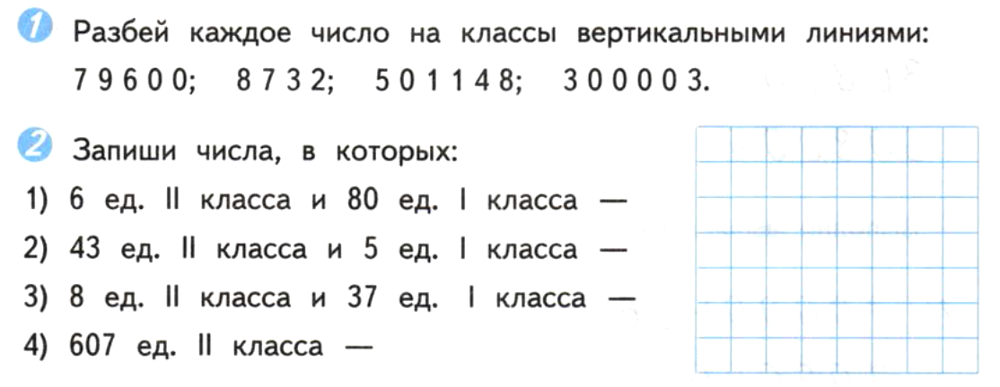 1 Разбей каждое число на классы вертикальными линиями:
7 9 6 0 0; 8 7 3 2; 5 0 1 1 4 8; 3 0 0 0 0 3.
2 Запиши числа, в которых:
1) 6 ед. II класса и 80 ед. I класса —
2) 43 ед. II класса и 5 ед. I класса —
3) 8 ед. II класса и 37 ед. I класса —
4) 607 ед. II класса —